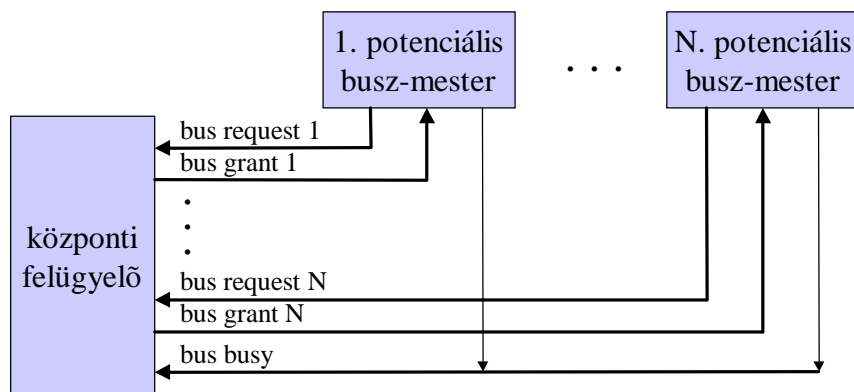 1. potenciális
busz-mester
. . .
N. potenciális
busz-mester
bus request 1
bus grant 1
központi
felügyelõ
bus request N
bus grant N
bus busy